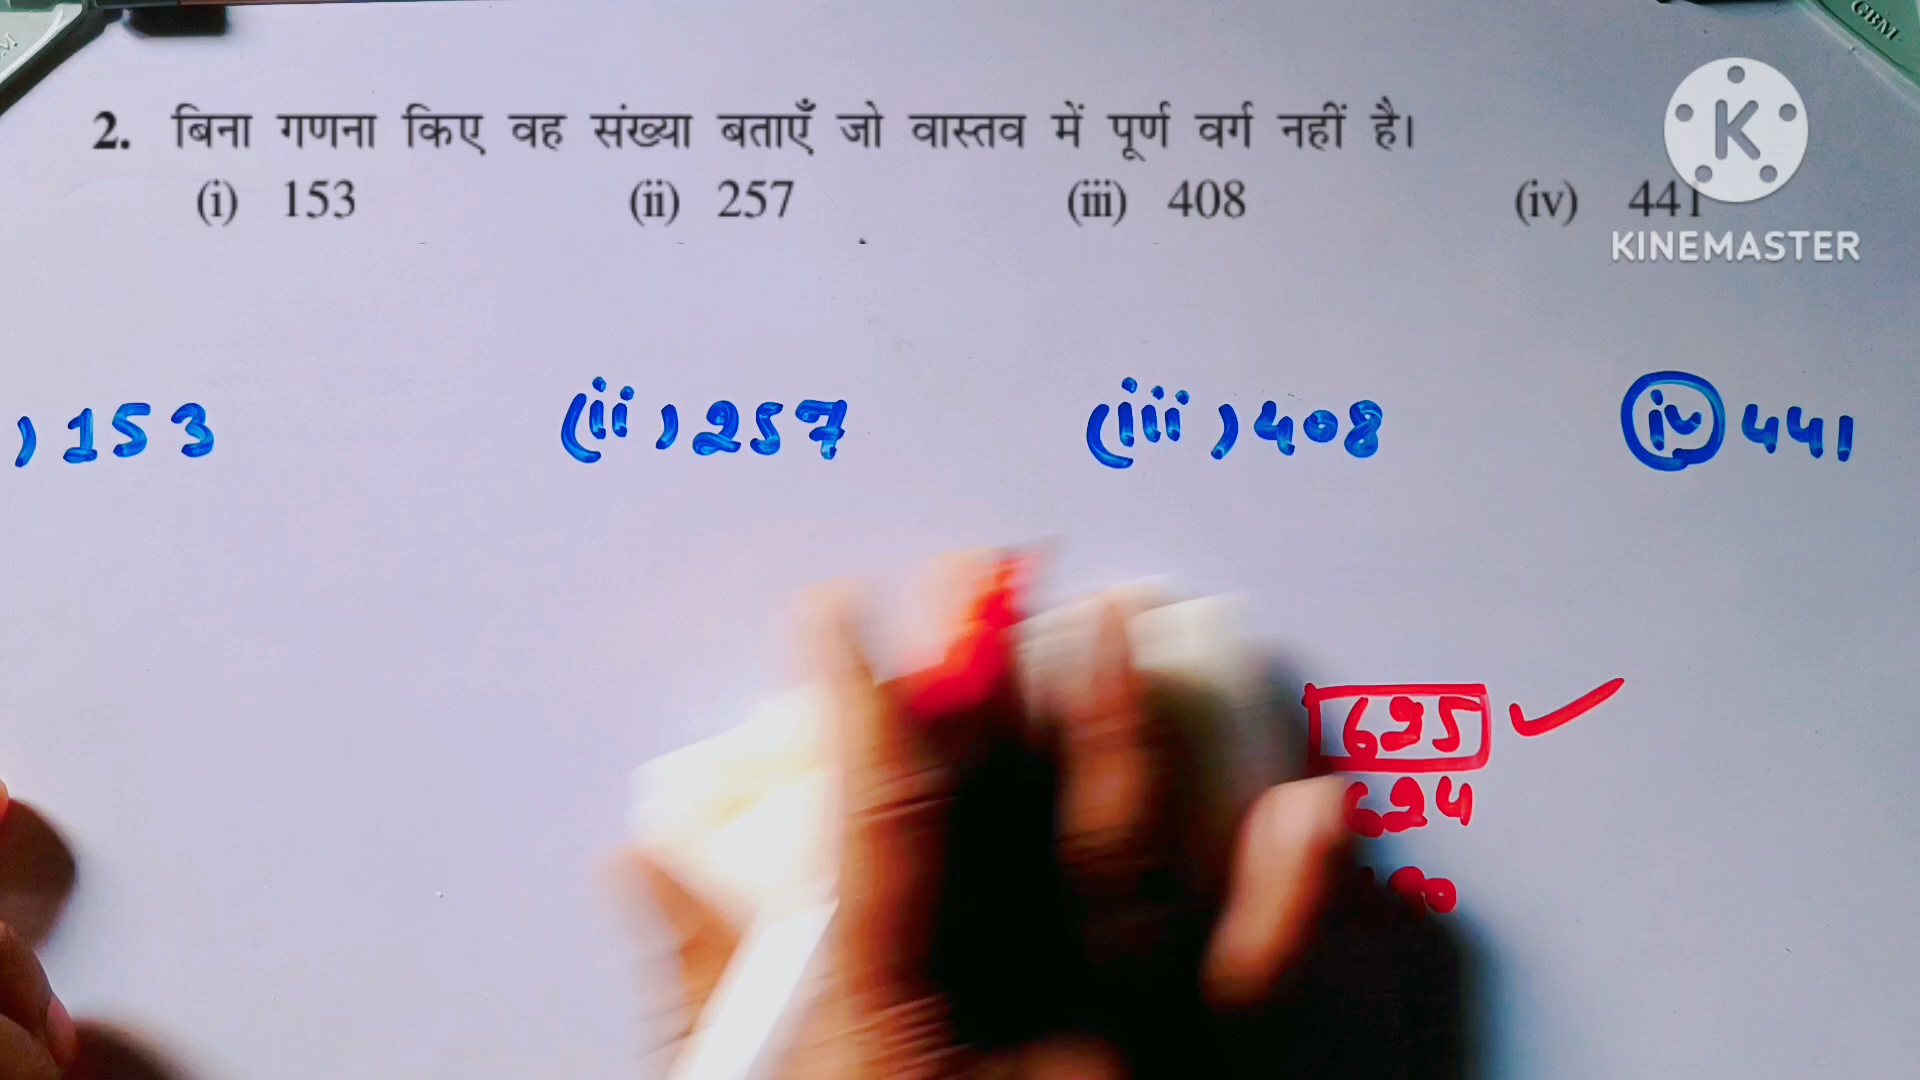 2. बिना गणना किए वह संख्या बताएँ जो वास्तव में पूर्ण वर्ग नहीं है।
(i) 153 (ii) 257 (iii) 408 (iv) 441
K
KINEMASTER
GBM
) 153 (ii) 257 (iii) 408 (iv) 441
625
624